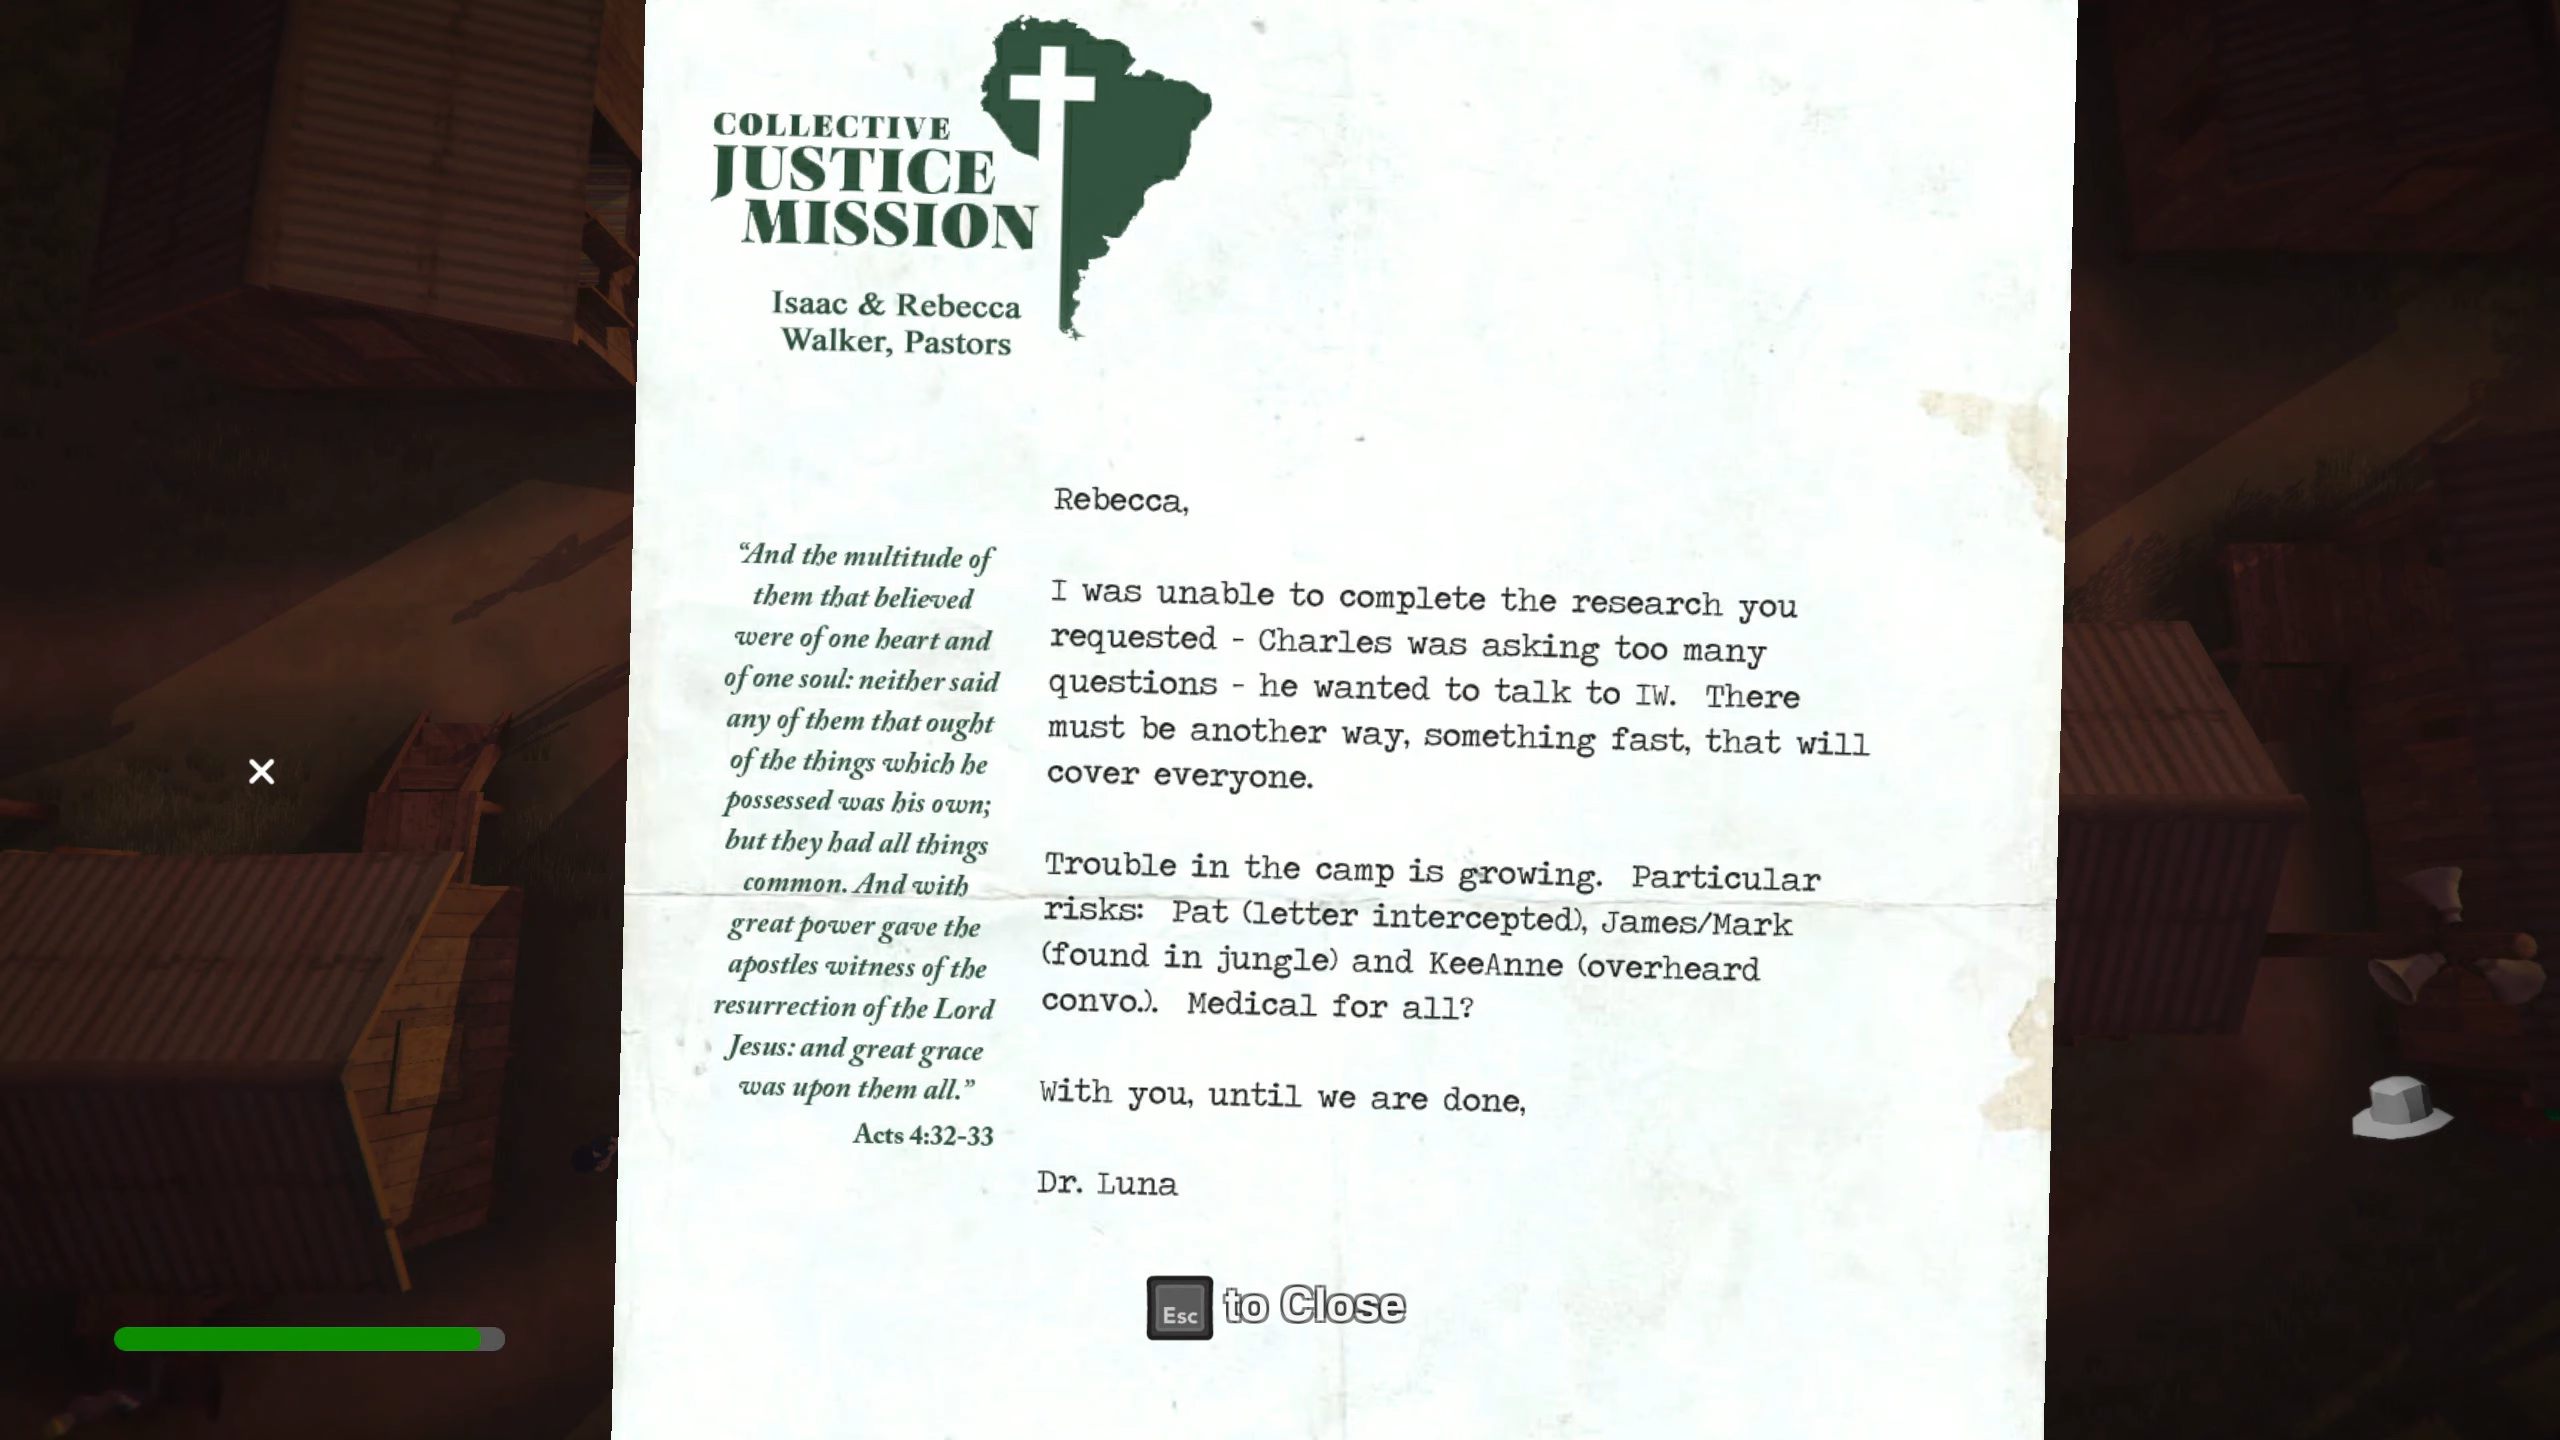 COLLECTIVE
JUSTICE
MISSION
Isaac & Rebecca
Walker, Pastors
"And the multitude of
them that believed
were of one heart and
of one soul: neither said
any of them that ought
of the things which he
possessed was his own;
but they had all things
common. And with
great power gave the
apostles witness of the
resurrection of the Lord
Jesus: and great grace
was upon them all."
Acts 4:32-33
Rebecca,
I was unable to complete the research you
requested - Charles was asking too many
questions - he wanted to talk to IW.  There
must be another way, something fast, that will
cover everyone.
Trouble in the camp is growing.  Particular
risks:  Pat (letter intercepted), James/Mark
(found in jungle) and KeeAnne (overheard
convo.).  Medical for all?
With you, until we are done,
Dr. Luna
Esc to Close